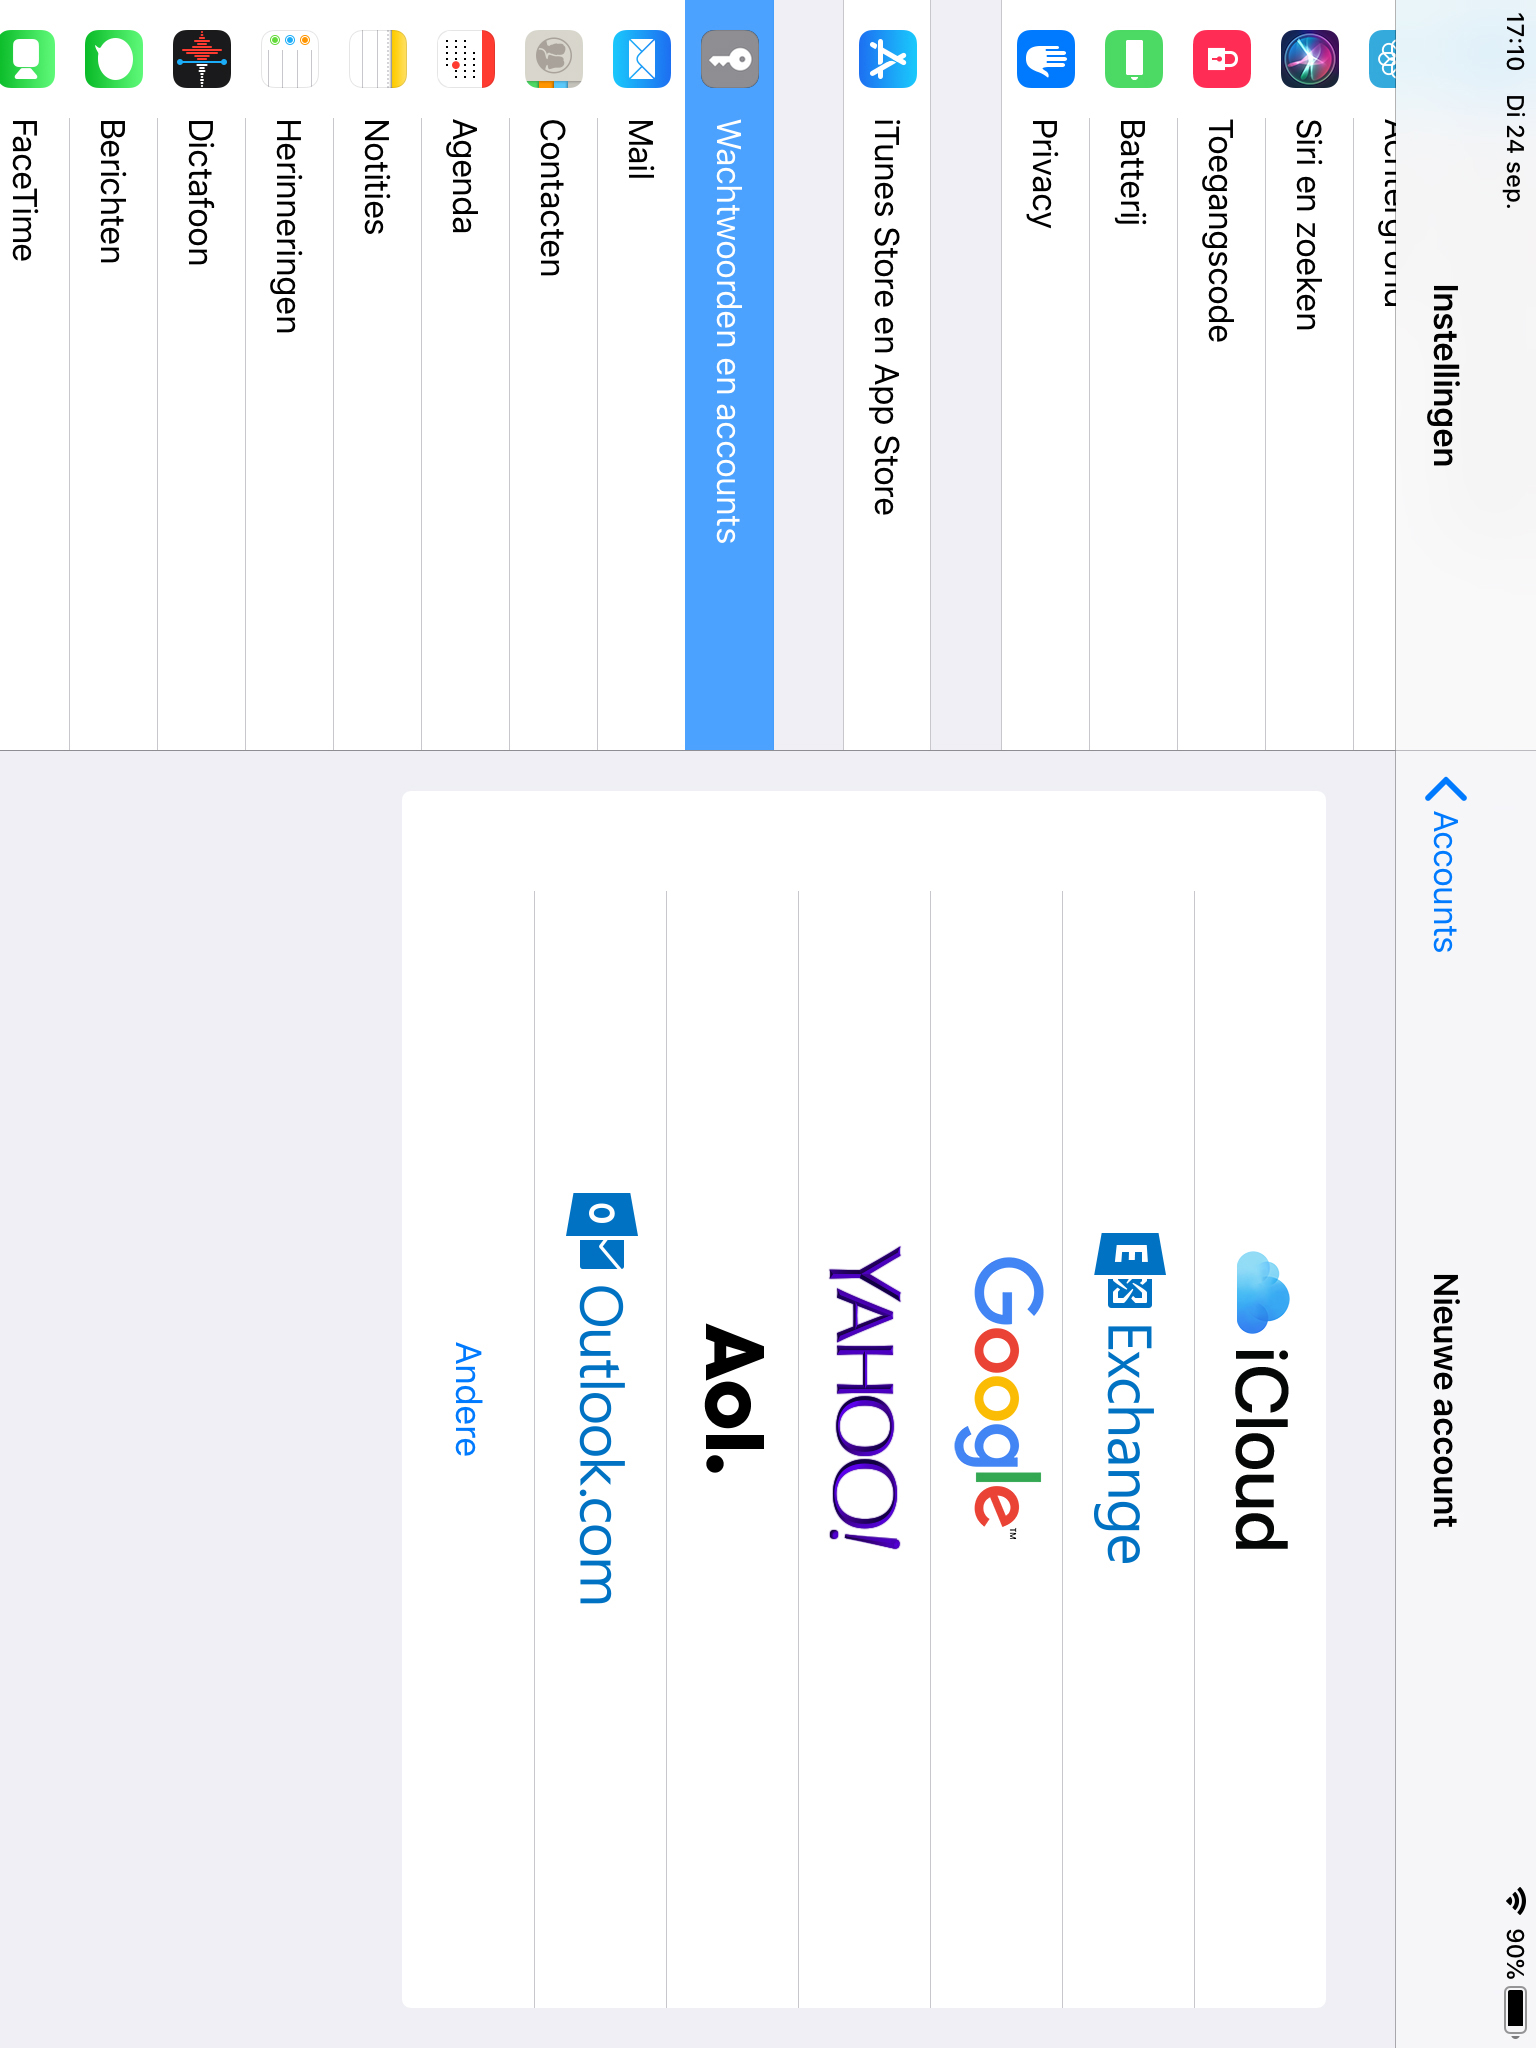 17:10 Di 24 sep.
90%
Instellingen
Achtergrond
Siri en zoeken
Toegangscode
Batterij
Privacy
iTunes Store en App Store
Wachtwoorden en accounts
Mail
Contacten
Agenda
Notities
Herinneringen
Dictafoon
Berichten
FaceTime
Accounts
Nieuwe account
iCloud
E Exchange
Google™
YAHOO!
Aol.
o Outlook.com
Andere